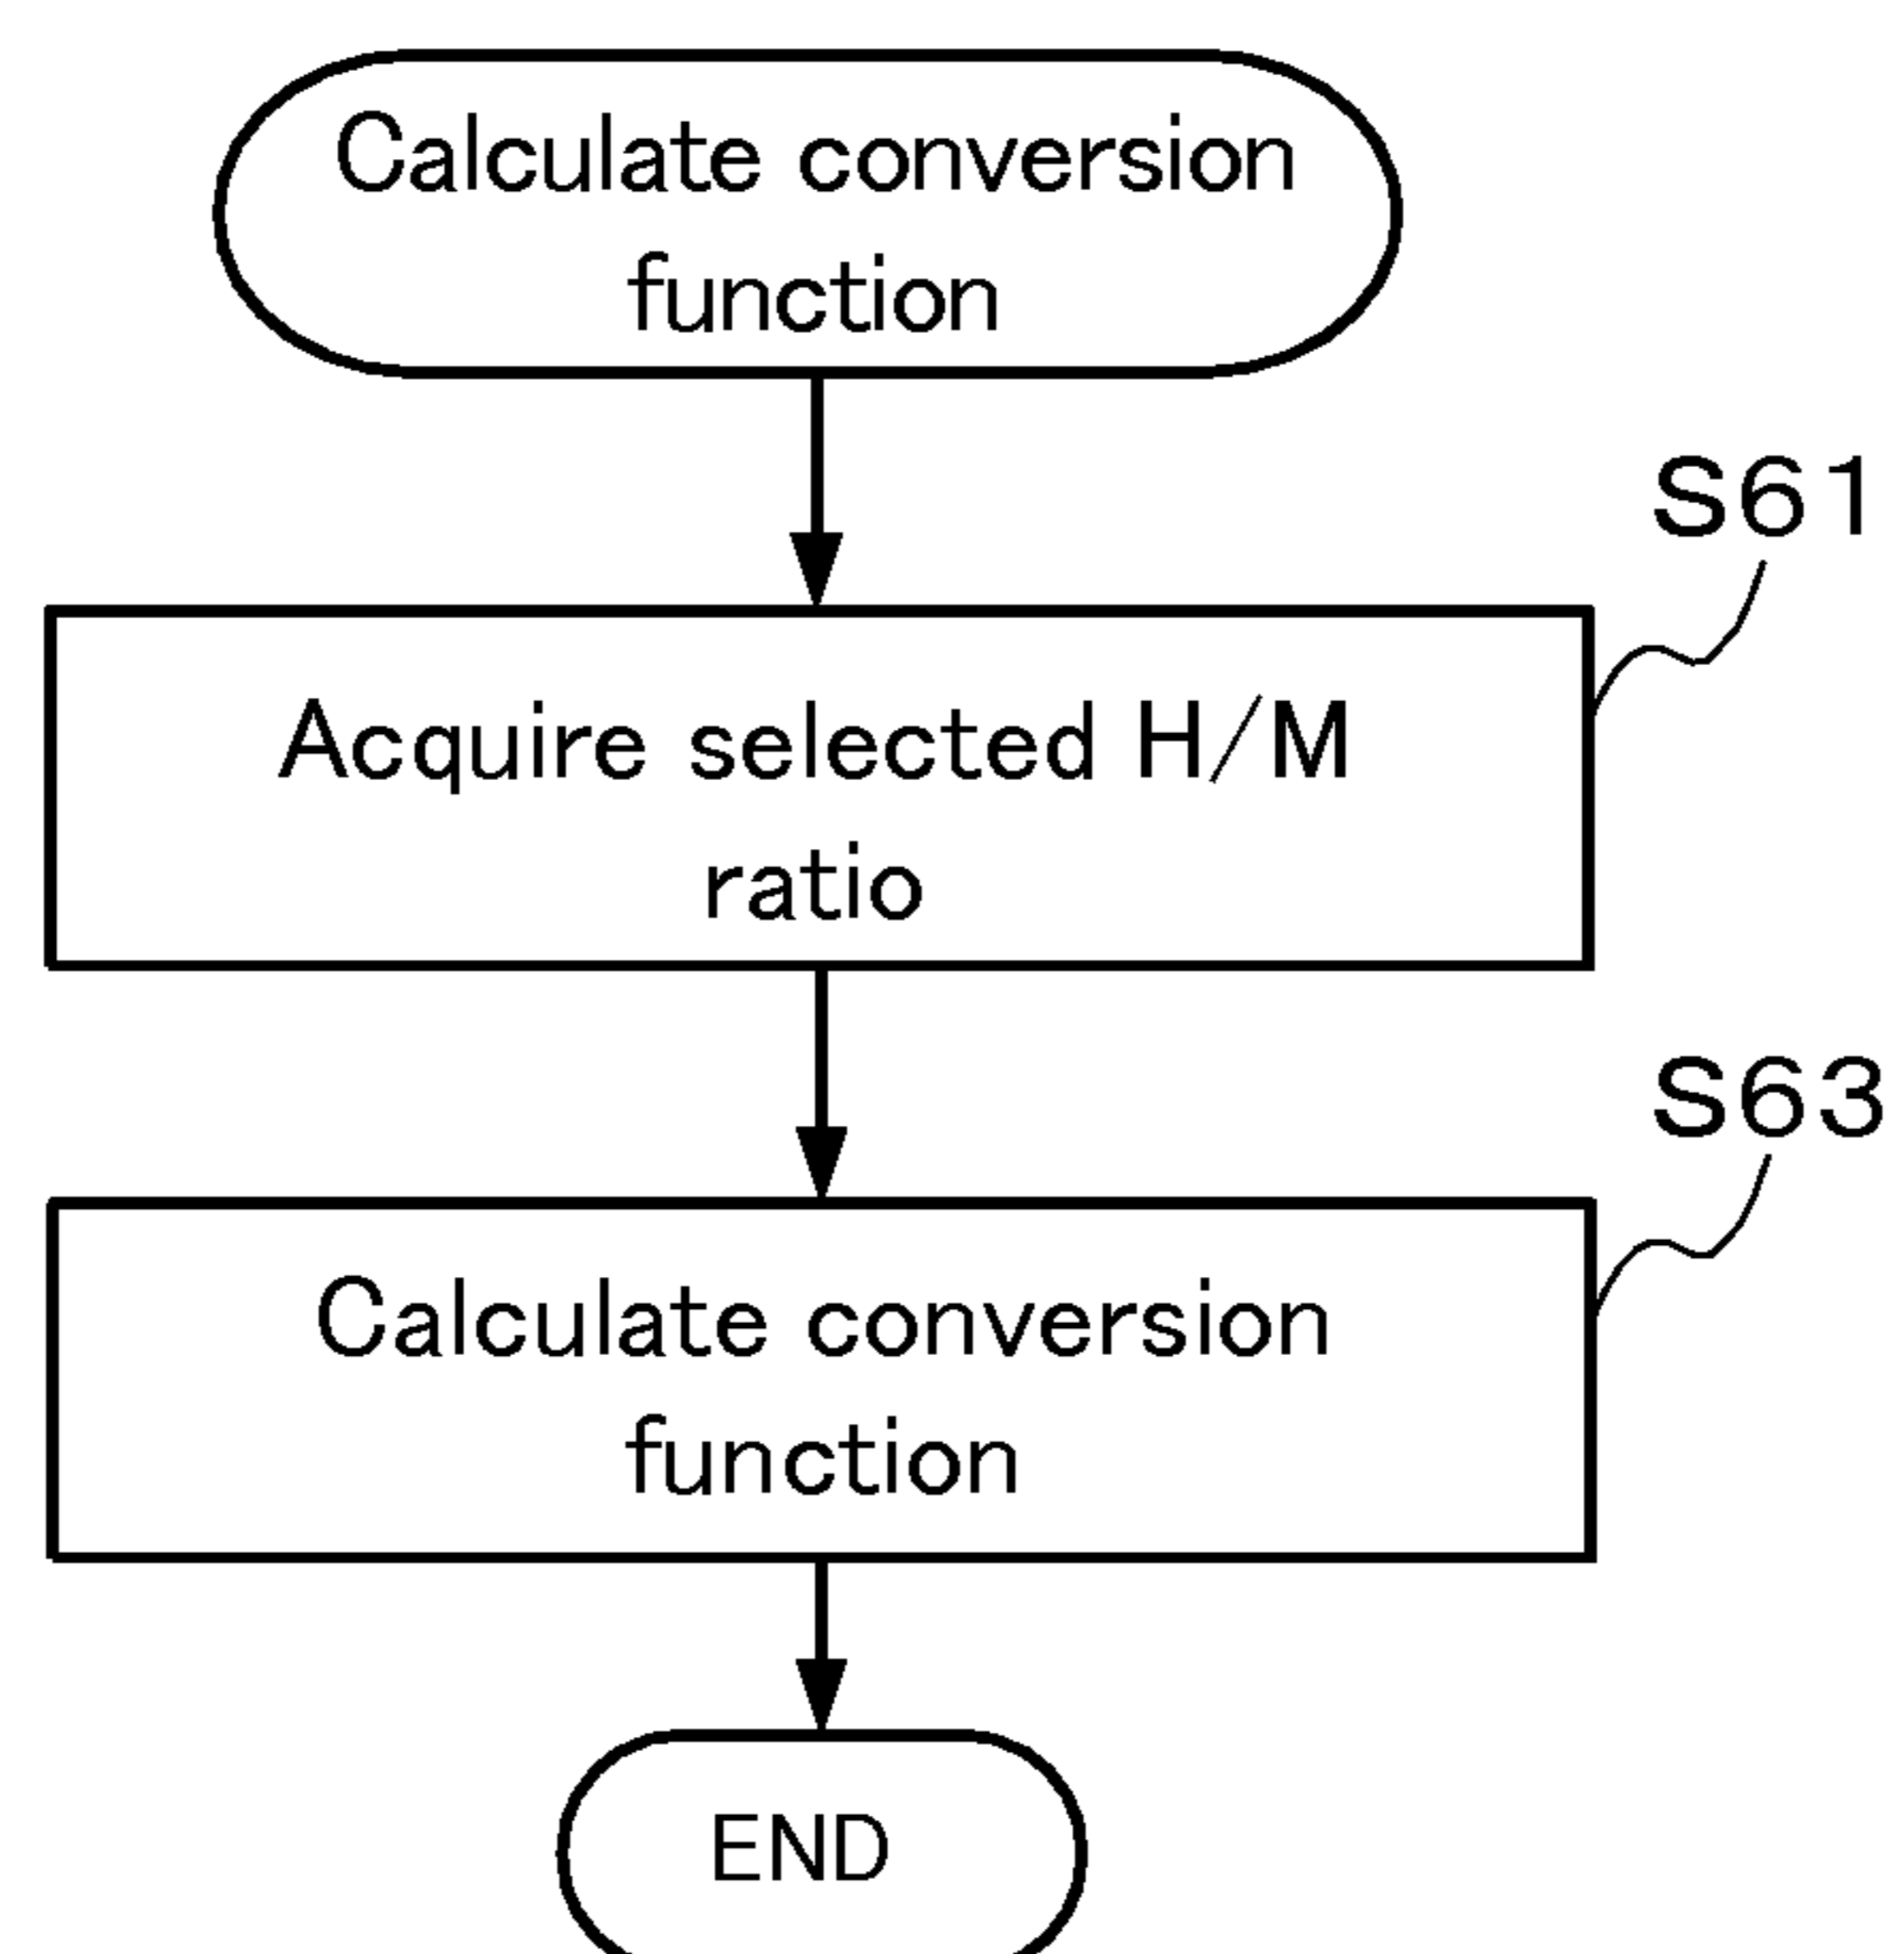 Calculate conversion
function
S61
Acquire selected H/M
ratio
S63
Calculate conversion
function
END